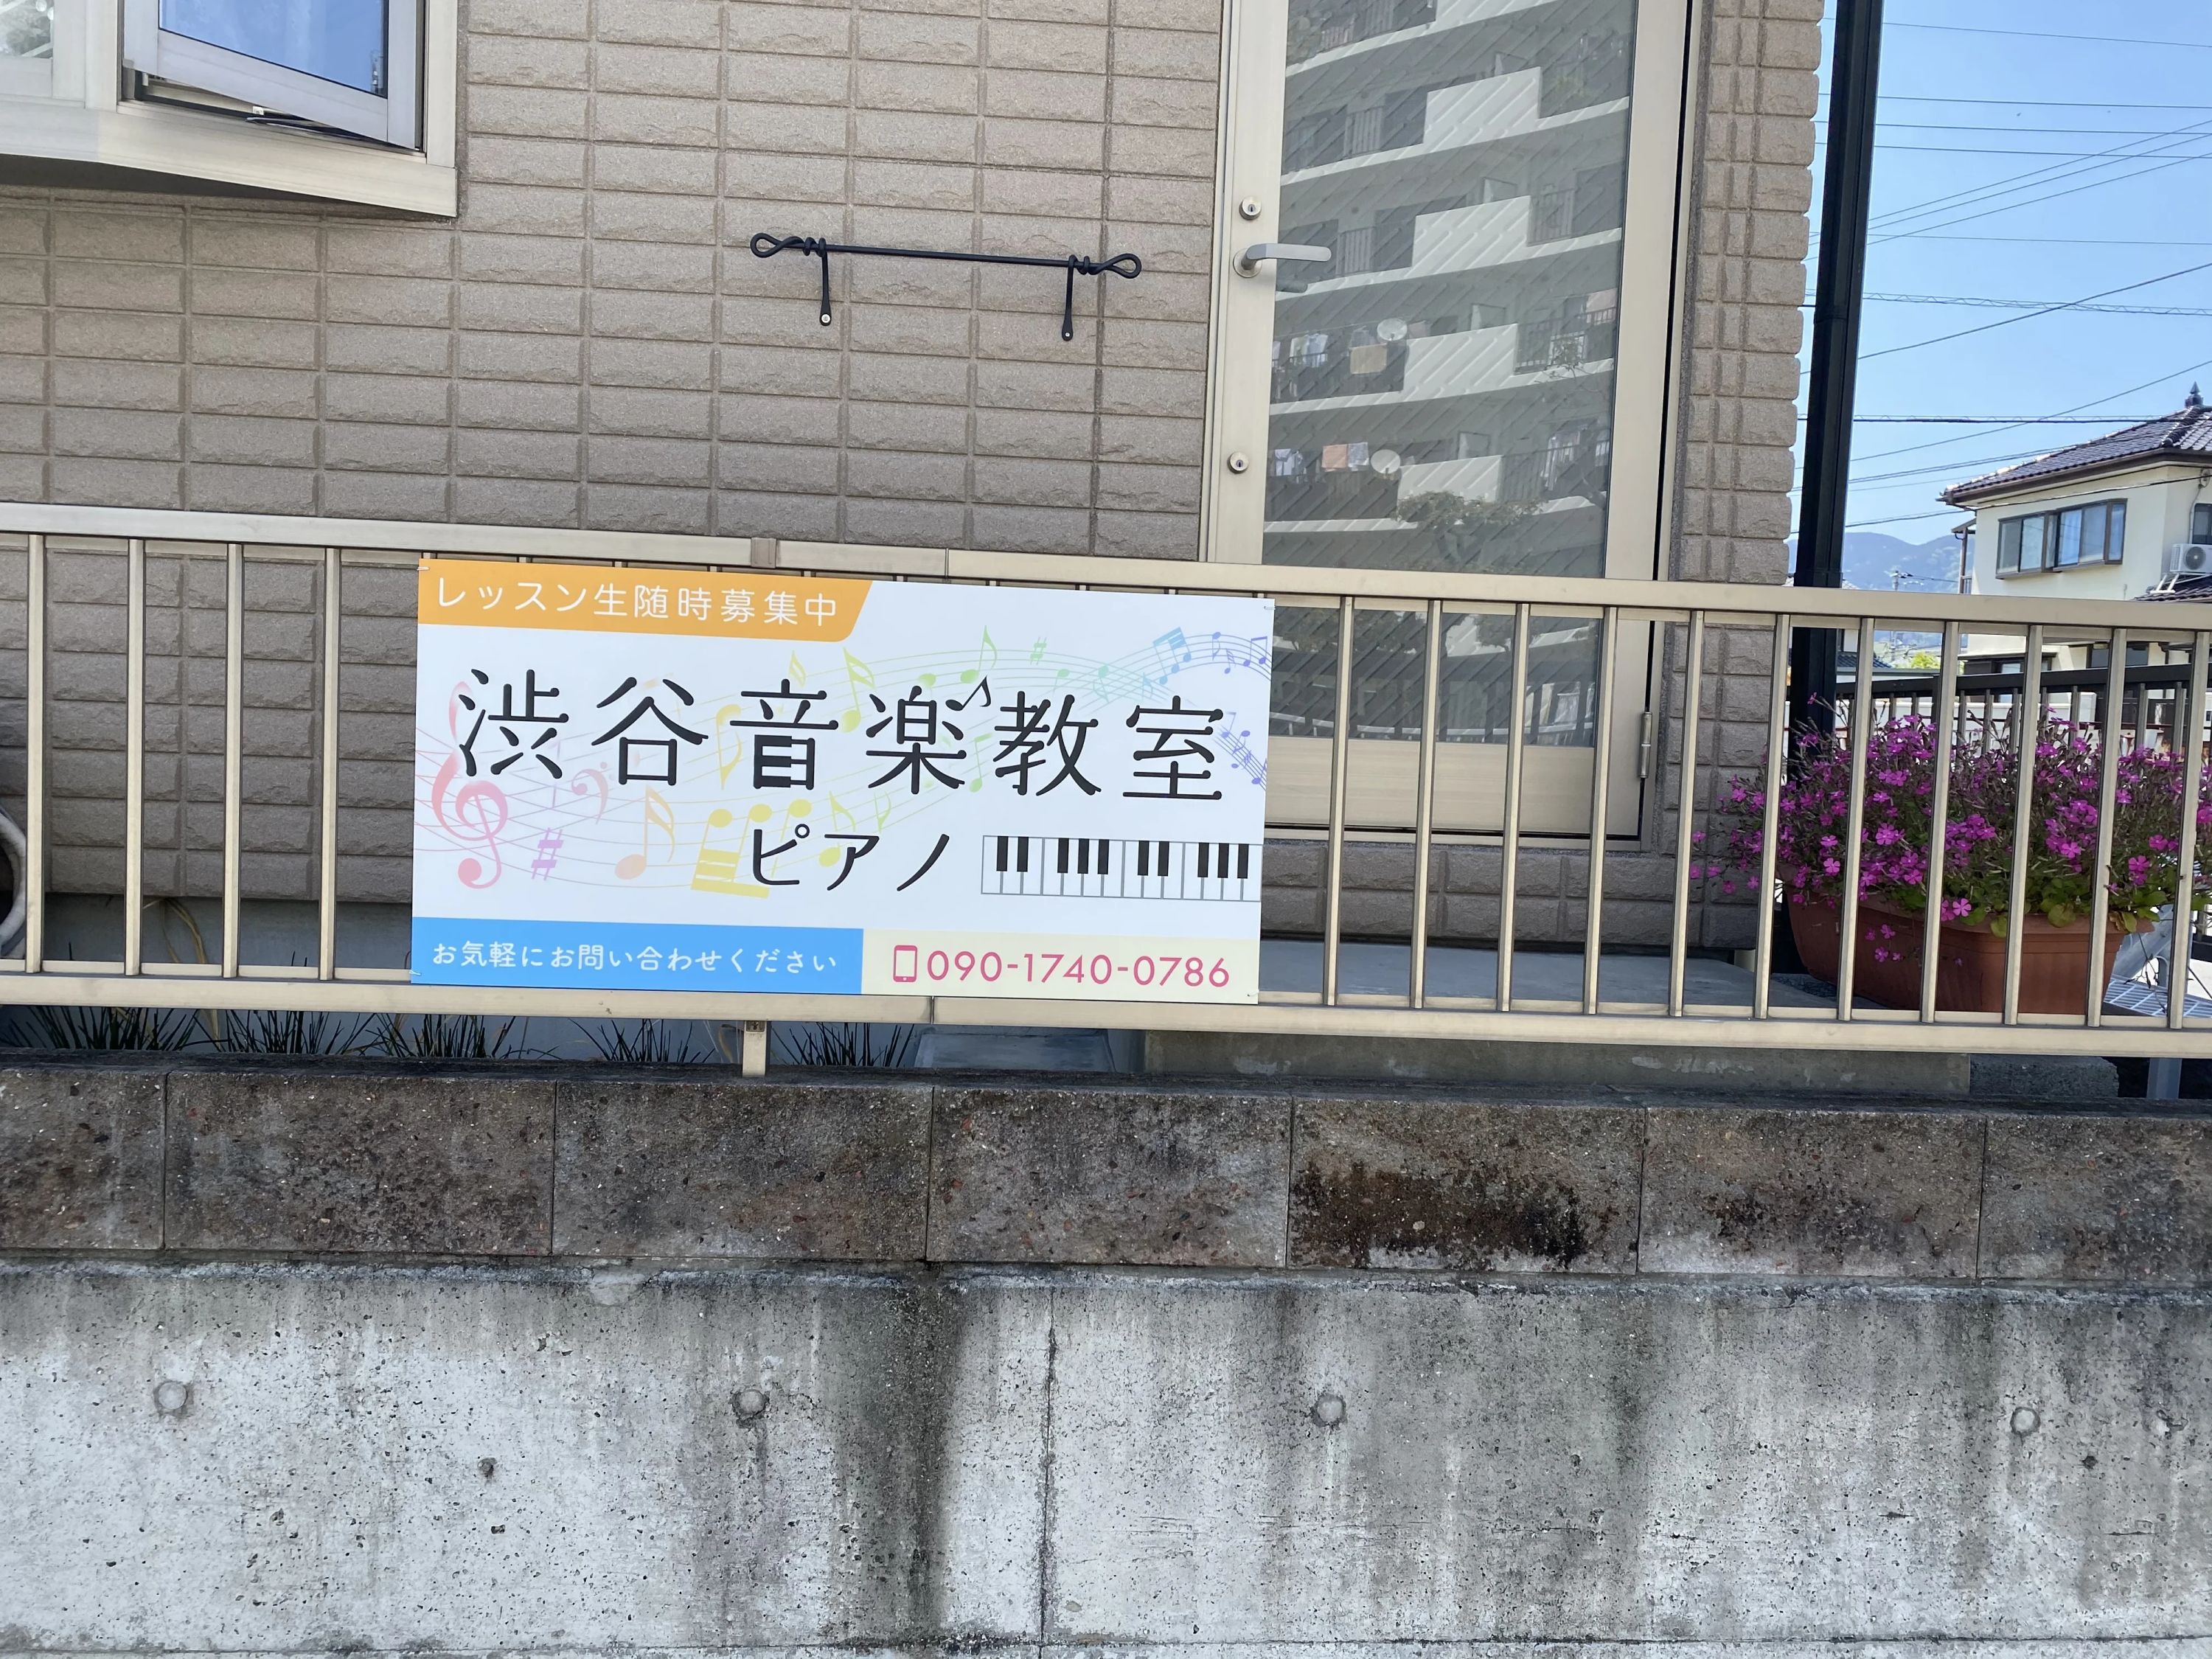 レッスン生随時募集中
渋谷音楽教室
ピアノ
お気軽にお問い合わせください
090-1740-0786